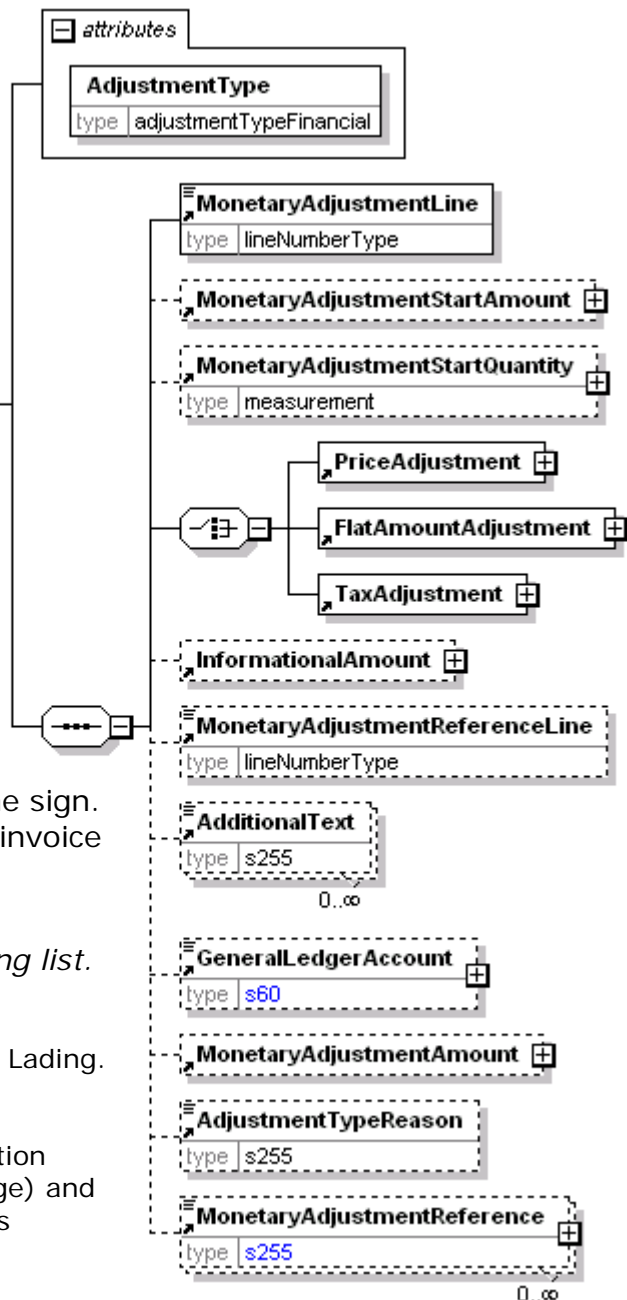 attributes
AdjustmentType
type adjustmentTypeFinancial
MonetaryAdjustmentLine
type lineNumberType
MonetaryAdjustmentStartAmount
MonetaryAdjustmentStartQuantity
type measurement
PriceAdjustment
FlatAmountAdjustment
TaxAdjustment
InformationalAmount
MonetaryAdjustmentReferenceLine
type lineNumberType
e sign.
invoice
AdditionalText
type s255
0..∞
ng list.
GeneralLedgerAccount
type s60
Lading.
MonetaryAdjustmentAmount
AdjustmentTypeReason
type s255
tion
ge) and
s
MonetaryAdjustmentReference
type s255
0..∞